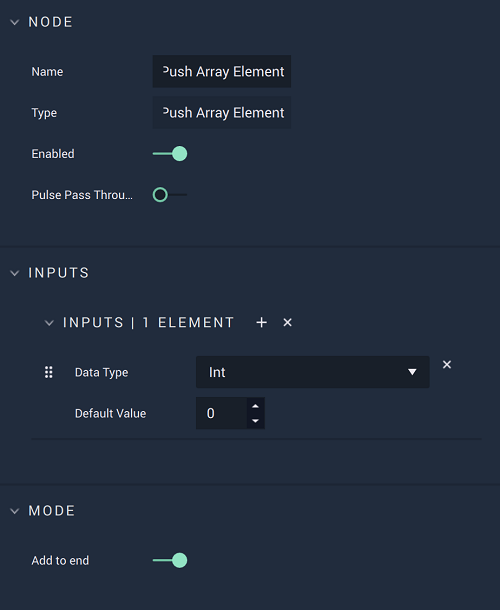 NODE
Name Push Array Element
Type Push Array Element
Enabled
Pulse Pass Throu...
INPUTS
INPUTS | 1 ELEMENT + ×
Data Type Int ×
Default Value 0
MODE
Add to end